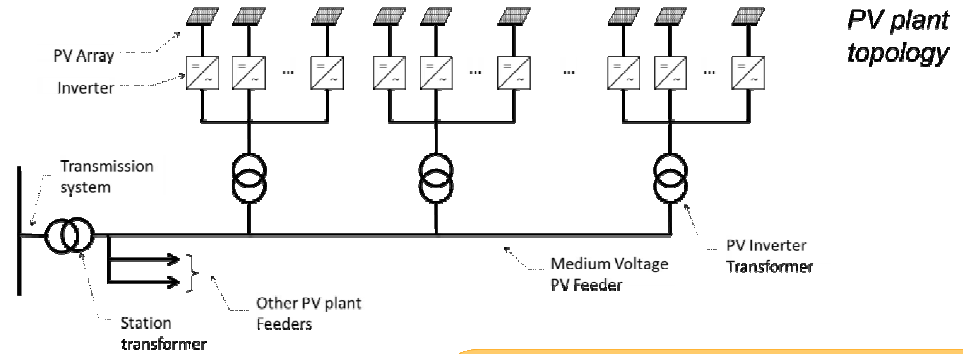 PV plant
topology
PV Array
Inverter
... ... ... ...
Transmission
system
PV Inverter
Transformer
Medium Voltage
PV Feeder
Other PV plant
Feeders
Station
transformer